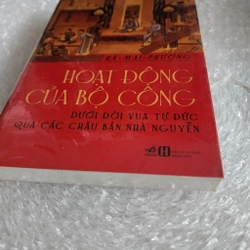 HOẠT ĐỘNG
CỦA BỘ CÔNG
DƯỚI ĐỜI VUA TỰ ĐỨC
QUA CÁC CHÂU BẢN NHÀ NGUYỄN